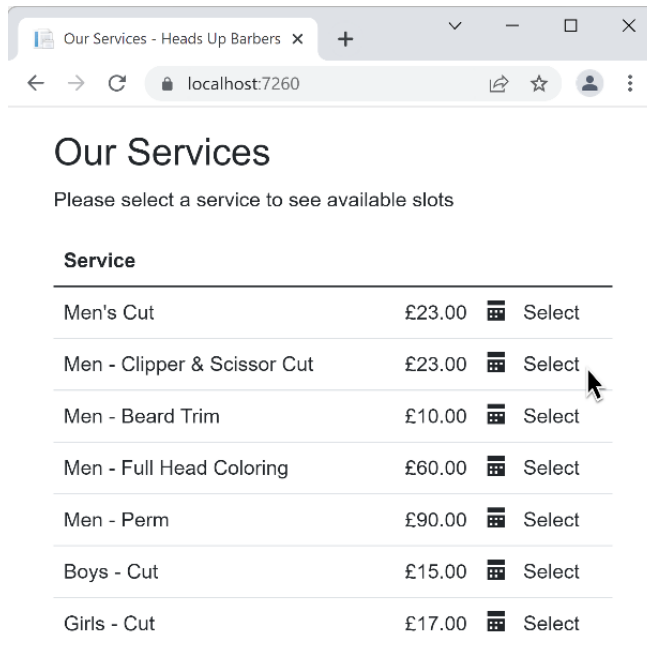 Our Services - Heads Up Barbers
localhost:7260
Our Services
Please select a service to see available slots
Service
Men's Cut £23.00 Select
Men - Clipper & Scissor Cut £23.00 Select
Men - Beard Trim £10.00 Select
Men - Full Head Coloring £60.00 Select
Men - Perm £90.00 Select
Boys - Cut £15.00 Select
Girls - Cut £17.00 Select